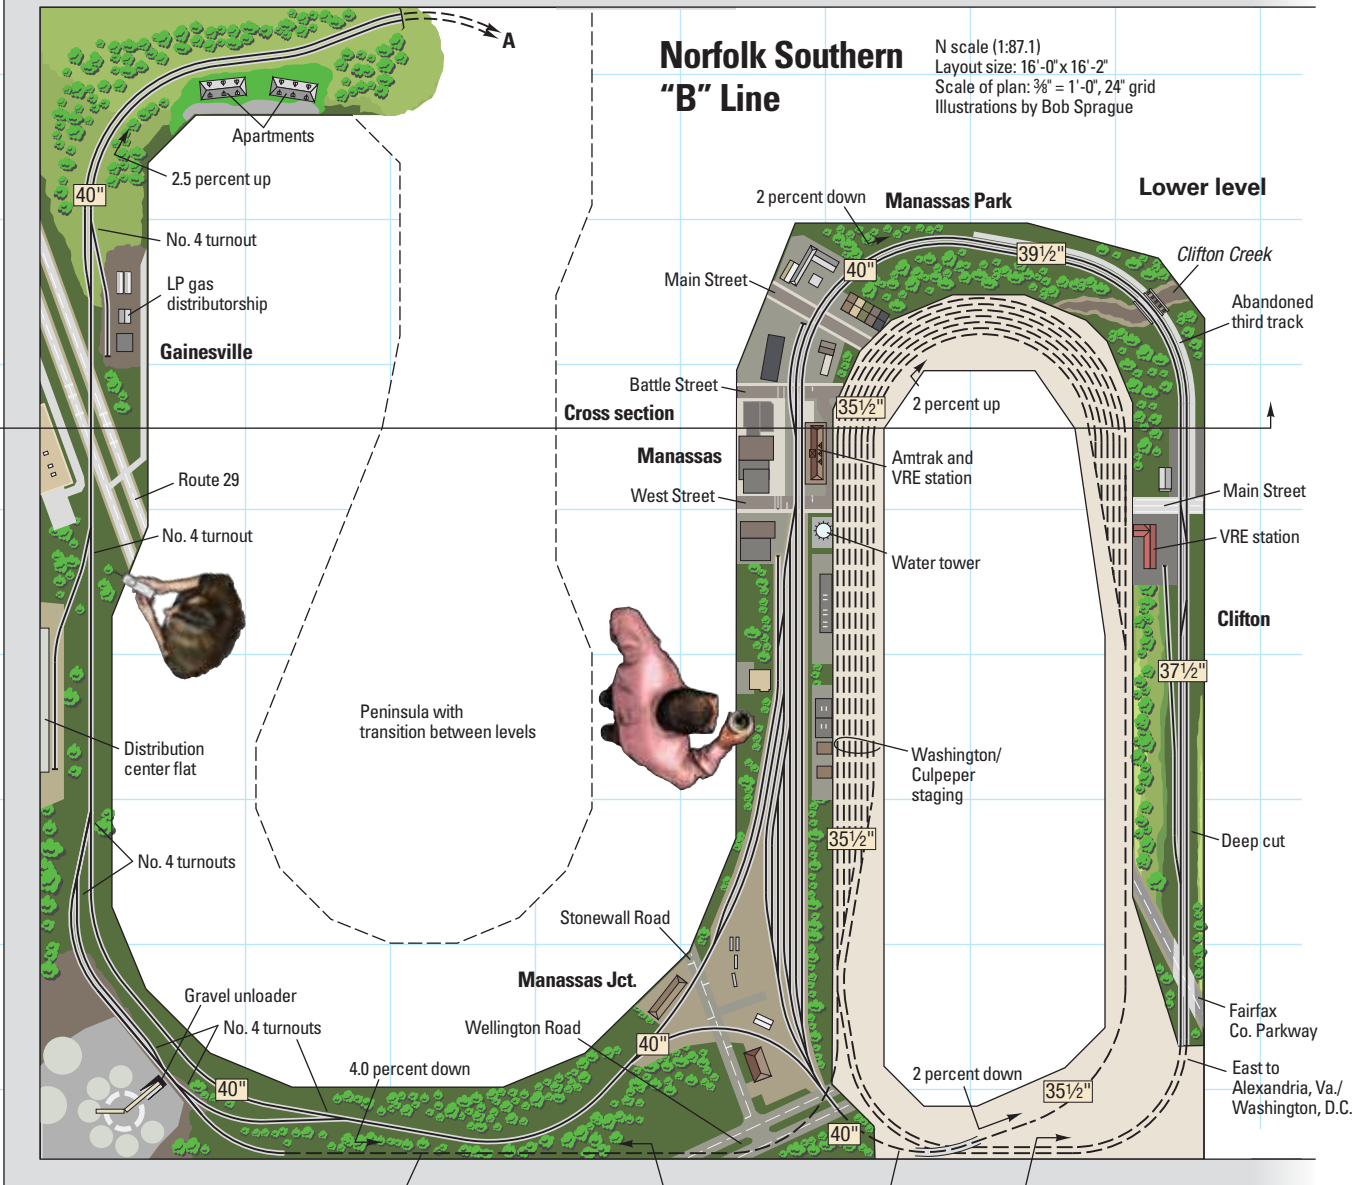 Norfolk Southern
“B” Line
N scale (1:87.1)
Layout size: 16'-0" x 16'-2"
Scale of plan: ⅜" = 1'-0", 24" grid
Illustrations by Bob Sprague
Lower level
A
Apartments
2.5 percent up
40"
No. 4 turnout
LP gas
distributorship
Gainesville
Route 29
No. 4 turnout
Distribution
center flat
No. 4 turnouts
Gravel unloader
No. 4 turnouts
40"
4.0 percent down
Peninsula with
transition between levels
2 percent down
Manassas Park
40"
39½"
Clifton Creek
Abandoned
third track
Main Street
Battle Street
35½"
2 percent up
Cross section
Manassas
Amtrak and
VRE station
West Street
Water tower
Main Street
VRE station
Clifton
37½"
Washington/
Culpeper
staging
35½"
Deep cut
Stonewall Road
Manassas Jct.
Wellington Road
40"
Fairfax
Co. Parkway
2 percent down
35½"
East to
Alexandria, Va./
Washington, D.C.
40"